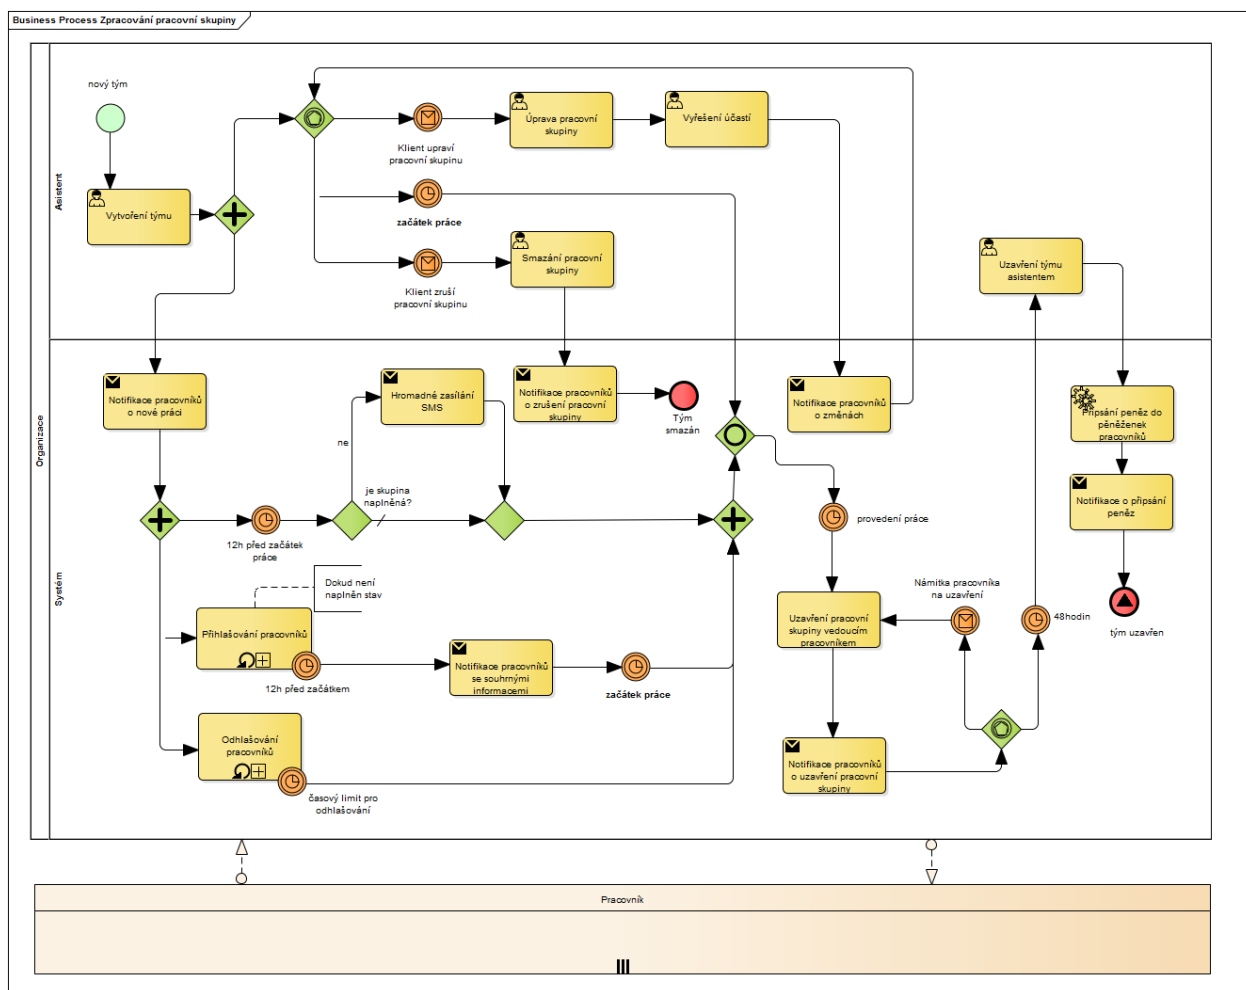 Business Process Zpracování pracovní skupiny
Organizace
Asistent
nový tým
Vytvoření týmu
Klient upraví
pracovní skupinu
Úprava pracovní
skupiny
Vyřešení účastí
začátek práce
Klient zruší
pracovní skupinu
Smazání pracovní
skupiny
Uzavření týmu
asistentem
Systém
Notifikace pracovníků
o nové práci
Hromadné zasílání
SMS
Notifikace pracovníků
o zrušení pracovní
skupiny
Tým
smazán
Notifikace pracovníků
o změnách
Připsání peněz do
pěněženek
pracovníků
ne
je skupina
naplněná?
12h před začátek
práce
provedení práce
Notifikace o připsání
peněz
Dokud není
naplněn stav
Přihlašování pracovníků
12h před začátkem
Notifikace pracovníků
se souhrnými
informacemi
začátek práce
Uzavření pracovní
skupiny vedoucím
pracovníkem
Námitka pracovníka
na uzavření
48hodin
tým uzavřen
Odhlašování
pracovníků
časový limit pro
odhlašování
Notifikace pracovníků
o uzavření pracovní
skupiny
Pracovník